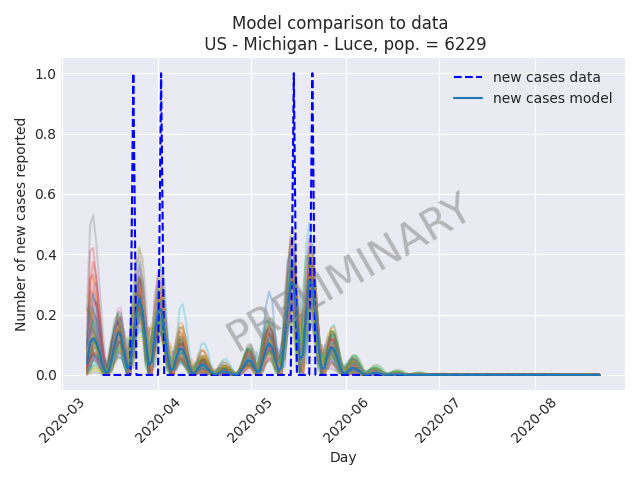 Model comparison to data
US - Michigan - Luce, pop. = 6229
1.0
0.8
0.6
0.4
0.2
0.0
Number of new cases reported
new cases data
new cases model
PRELIMINARY
2020-03
2020-04
2020-05
2020-06
2020-07
2020-08
Day